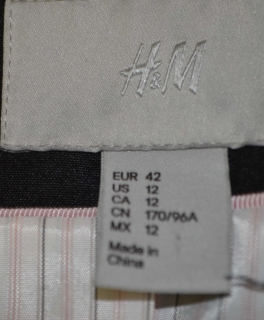 H&M
EUR 42
US 12
CA 12
CN 170/96A
MX 12
Made in
China